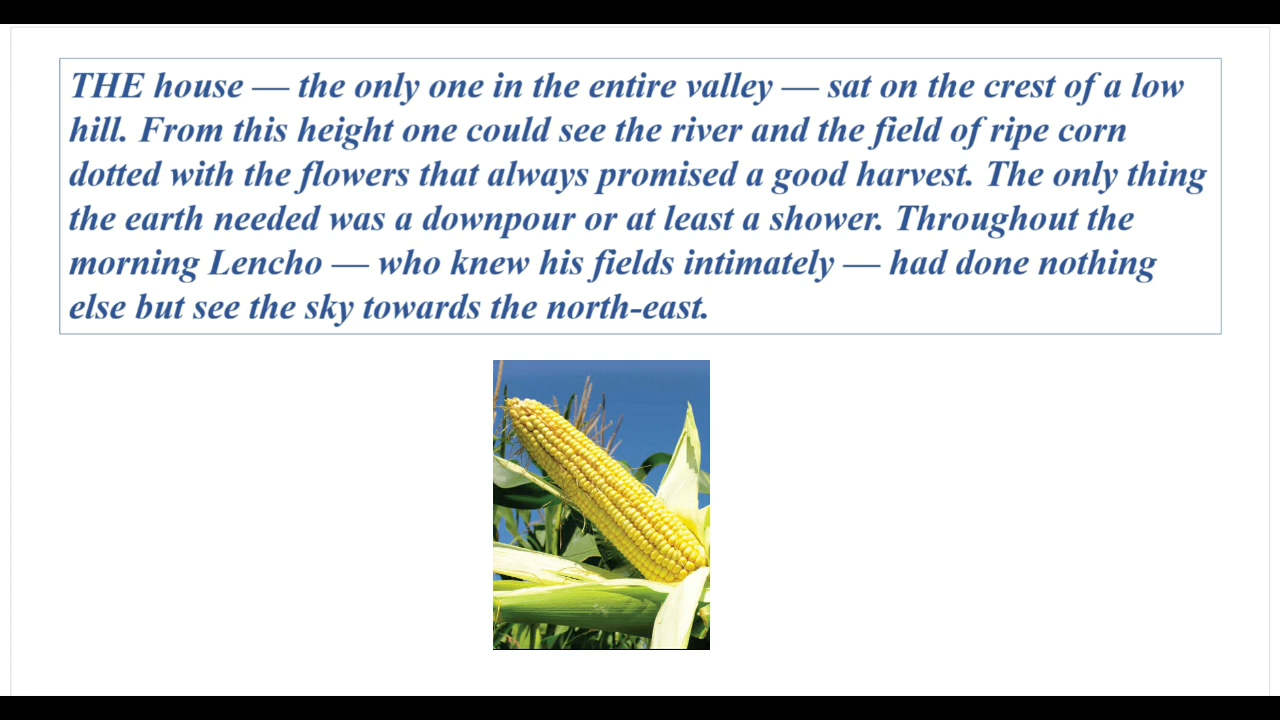 THE house — the only one in the entire valley — sat on the crest of a low
hill. From this height one could see the river and the field of ripe corn
dotted with the flowers that always promised a good harvest. The only thing
the earth needed was a downpour or at least a shower. Throughout the
morning Lencho — who knew his fields intimately — had done nothing
else but see the sky towards the north-east.